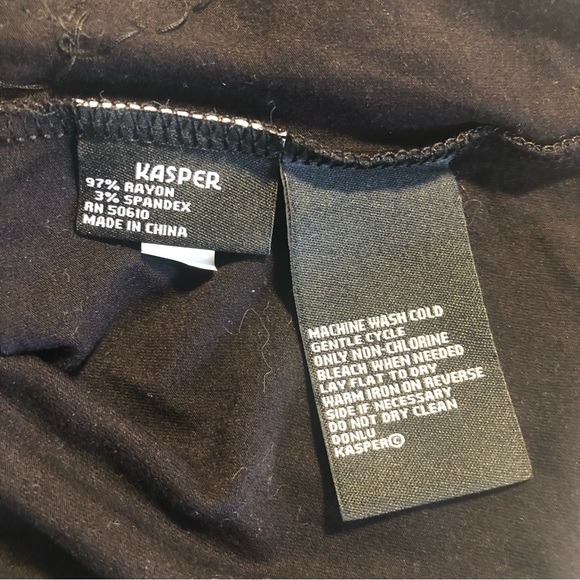 KASPER
97% RAYON
3% SPANDEX
RN 50610
MADE IN CHINA
MACHINE WASH COLD
GENTLE CYCLE
ONLY NON-CHLORINE
BLEACH WHEN NEEDED
LAY FLAT TO DRY
WARM IRON ON REVERSE
SIDE IF NECESSARY
DO NOT DRY CLEAN
DONLU
KASPER©